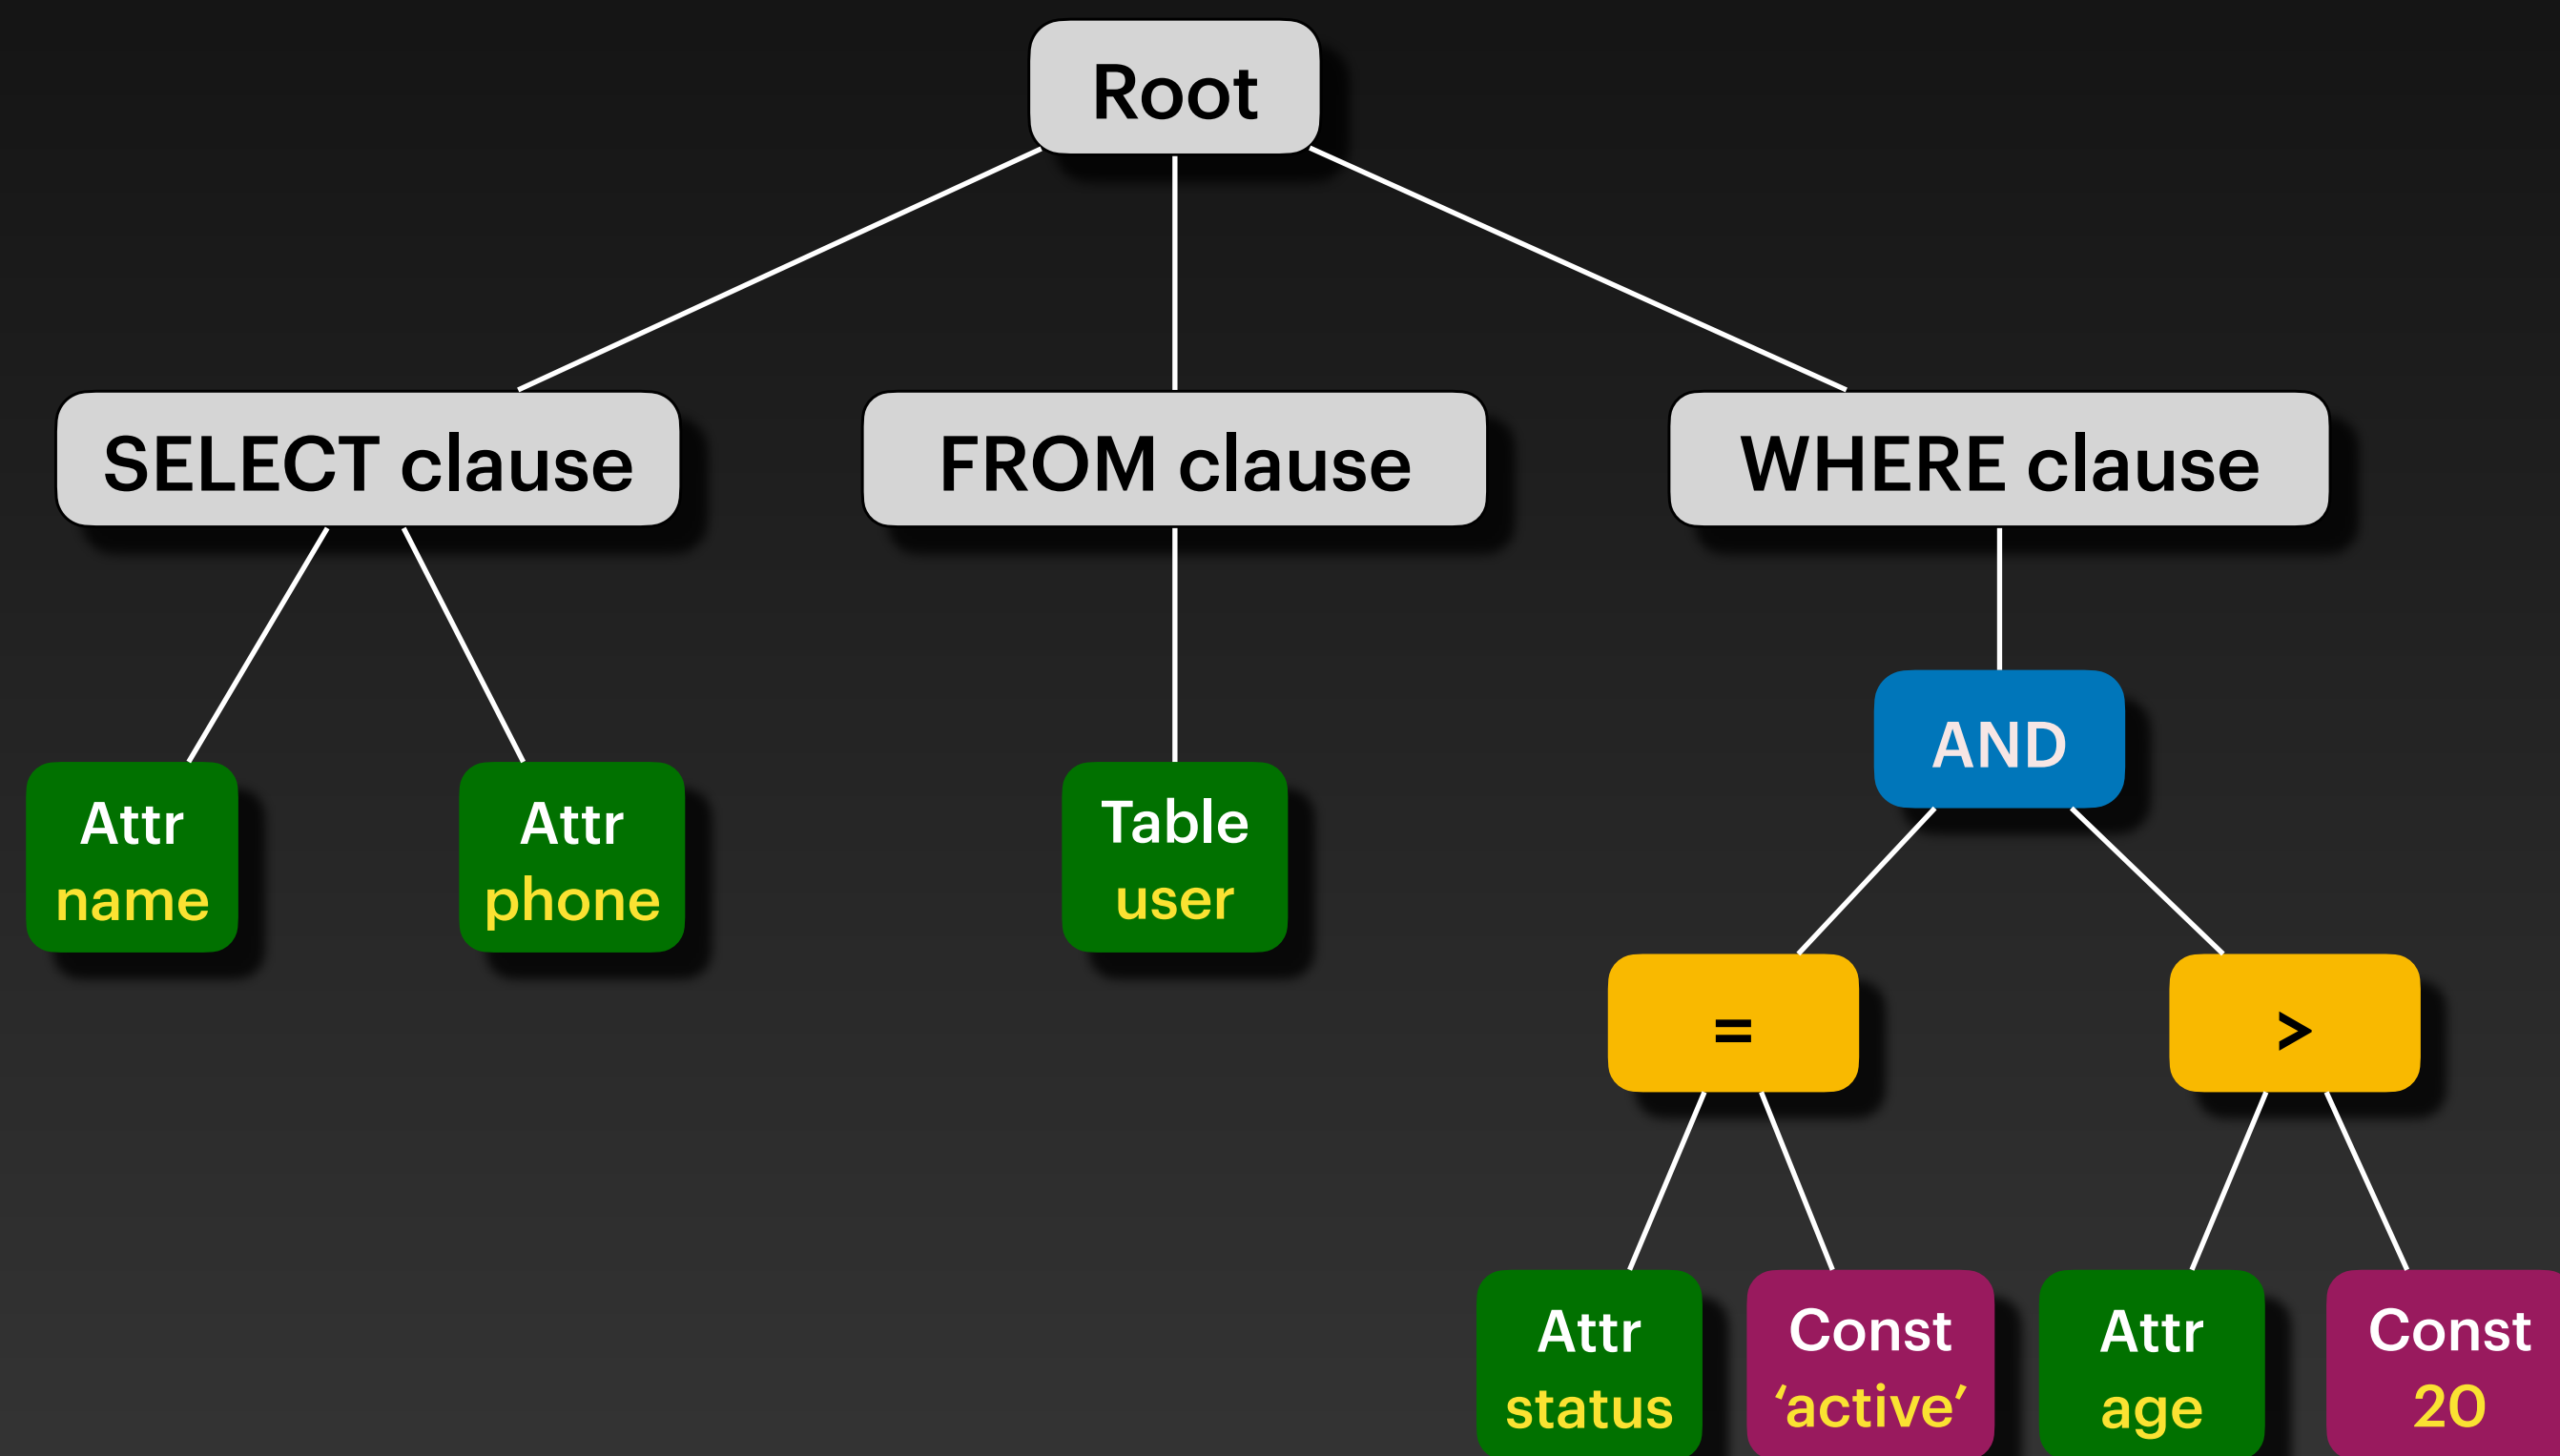 Root
SELECT clause
FROM clause
WHERE clause
AND
Attr
name
Attr
phone
Table
user
=
>
Attr
status
Const
‘active’
Attr
age
Const
20